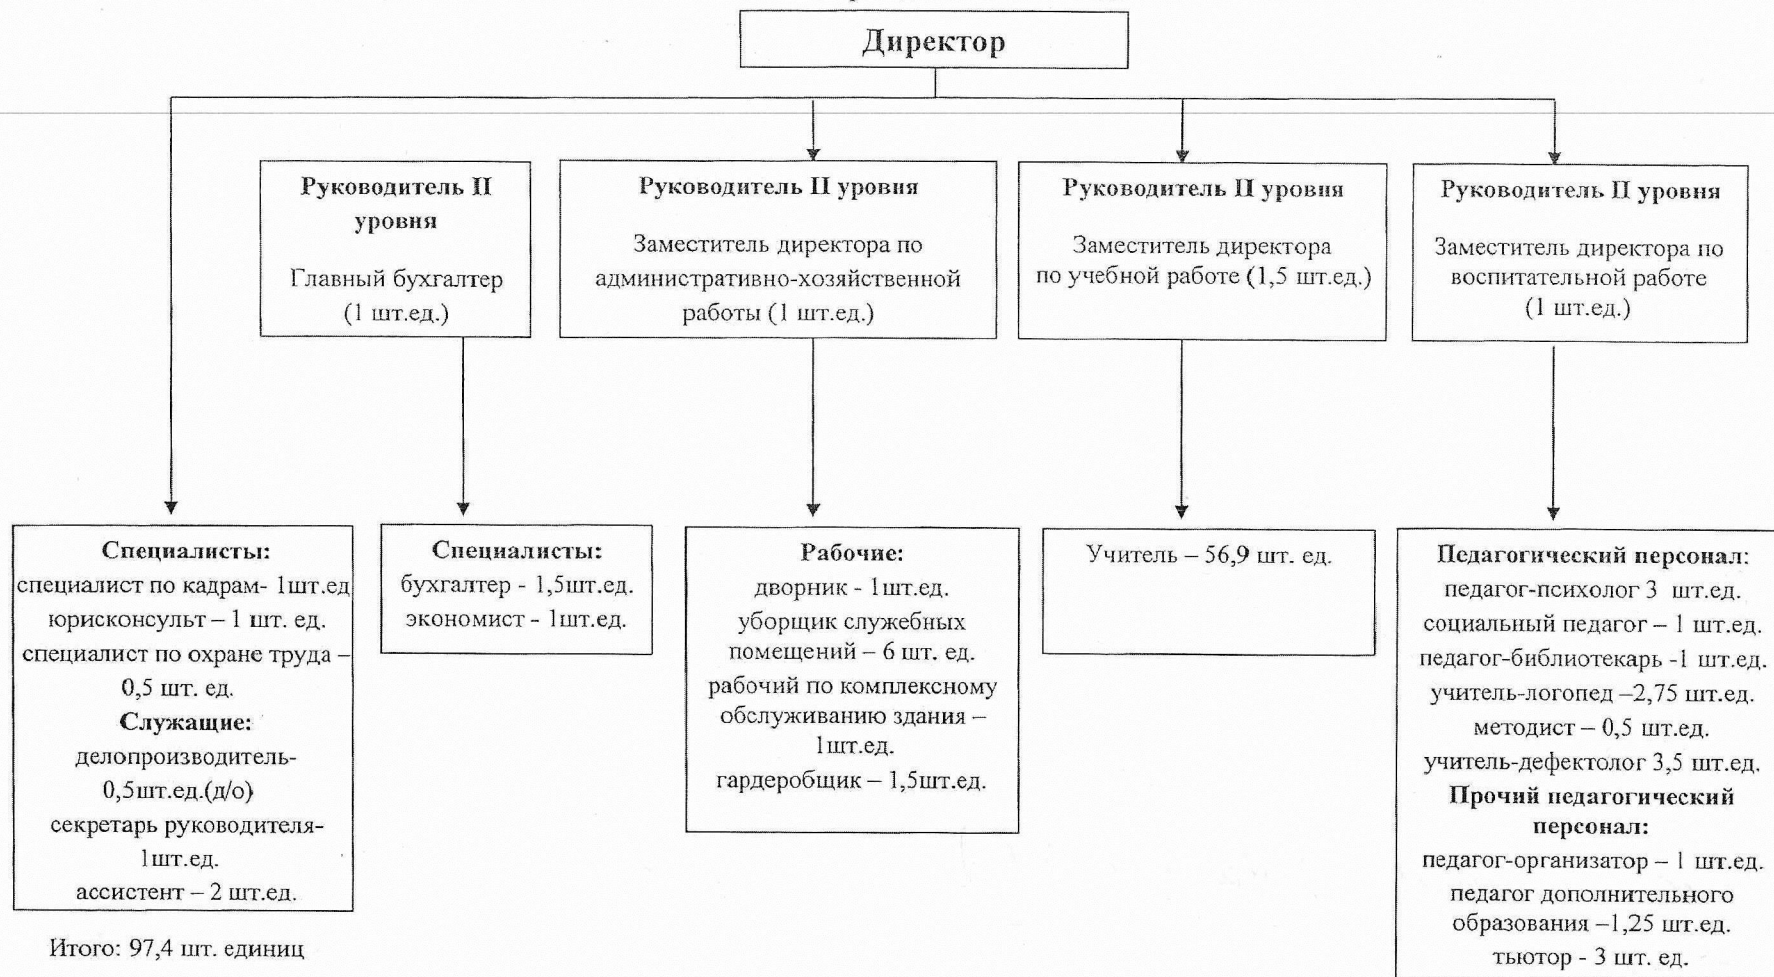 Директор
Руководитель II
уровня
Главный бухгалтер
(1 шт.ед.)
Руководитель II уровня
Заместитель директора по
административно-хозяйственной
работы (1 шт.ед.)
Руководитель II уровня
Заместитель директора
по учебной работе (1,5 шт.ед.)
Руководитель II уровня
Заместитель директора по
воспитательной работе
(1 шт.ед.)
Специалисты:
специалист по кадрам- 1шт.ед
юрисконсульт – 1 шт. ед.
специалист по охране труда –
0,5 шт. ед.
Служащие:
делопроизводитель-
0,5шт.ед.(д/о)
секретарь руководителя-
1шт.ед.
ассистент – 2 шт.ед.
Специалисты:
бухгалтер - 1,5шт.ед.
экономист - 1шт.ед.
Рабочие:
дворник - 1шт.ед.
уборщик служебных
помещений – 6 шт. ед.
рабочий по комплексному
обслуживанию здания –
1шт.ед.
гардеробщик – 1,5шт.ед.
Учитель – 56,9 шт. ед.
Педагогический персонал:
педагог-психолог 3 шт.ед.
социальный педагог – 1 шт.ед.
педагог-библиотекарь -1 шт.ед.
учитель-логопед –2,75 шт.ед.
методист – 0,5 шт.ед.
учитель-дефектолог 3,5 шт.ед.
Прочий педагогический
персонал:
педагог-организатор – 1 шт.ед.
педагог дополнительного
образования –1,25 шт.ед.
тьютор - 3 шт. ед.
Итого: 97,4 шт. единиц